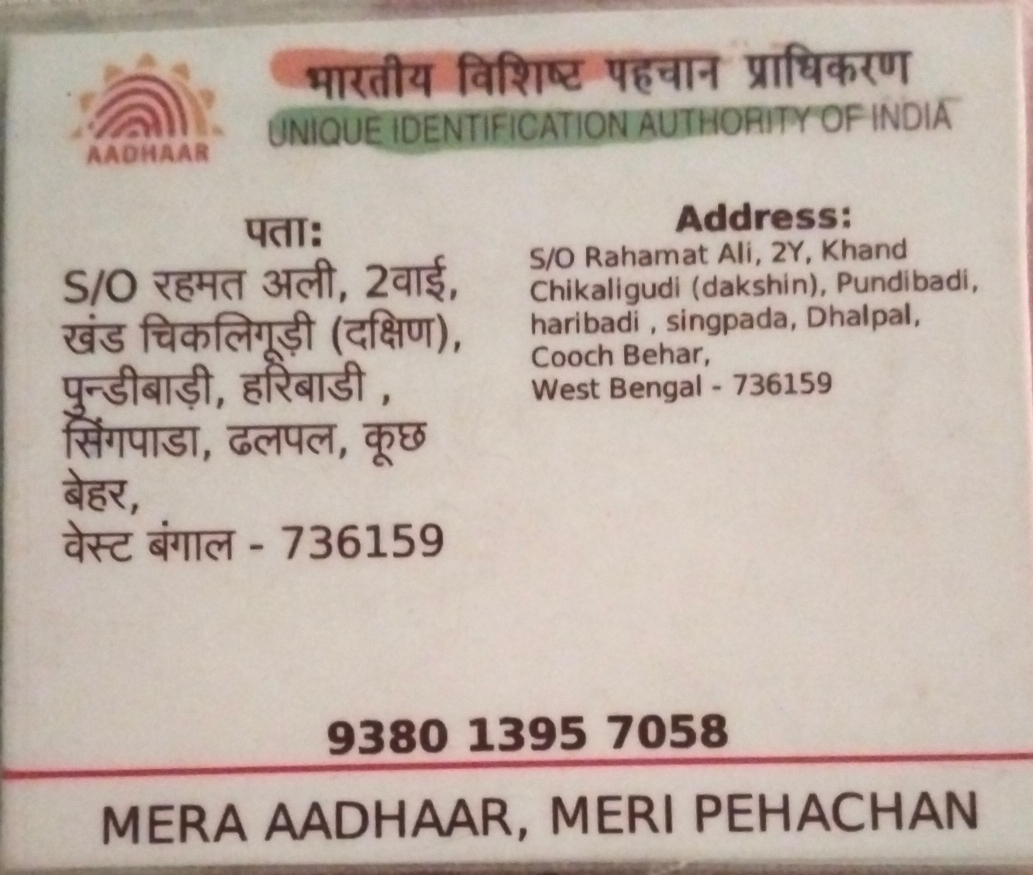 AADHAAR
भारतीय विशिष्ट पहचान प्राधिकरण
UNIQUE IDENTIFICATION AUTHORITY OF INDIA
पता:
S/O रहमत अली, 2वाई,
खंड चिकलिगूड़ी (दक्षिण),
पुन्डीबाड़ी, हरिबाडी ,
सिंगपाडा, ढलपल, कूछ
बेहर,
वेस्ट बंगाल - 736159
Address:
S/O Rahamat Ali, 2Y, Khand
Chikaligudi (dakshin), Pundibadi,
haribadi , singpada, Dhalpal,
Cooch Behar,
West Bengal - 736159
9380 1395 7058
MERA AADHAAR, MERI PEHACHAN